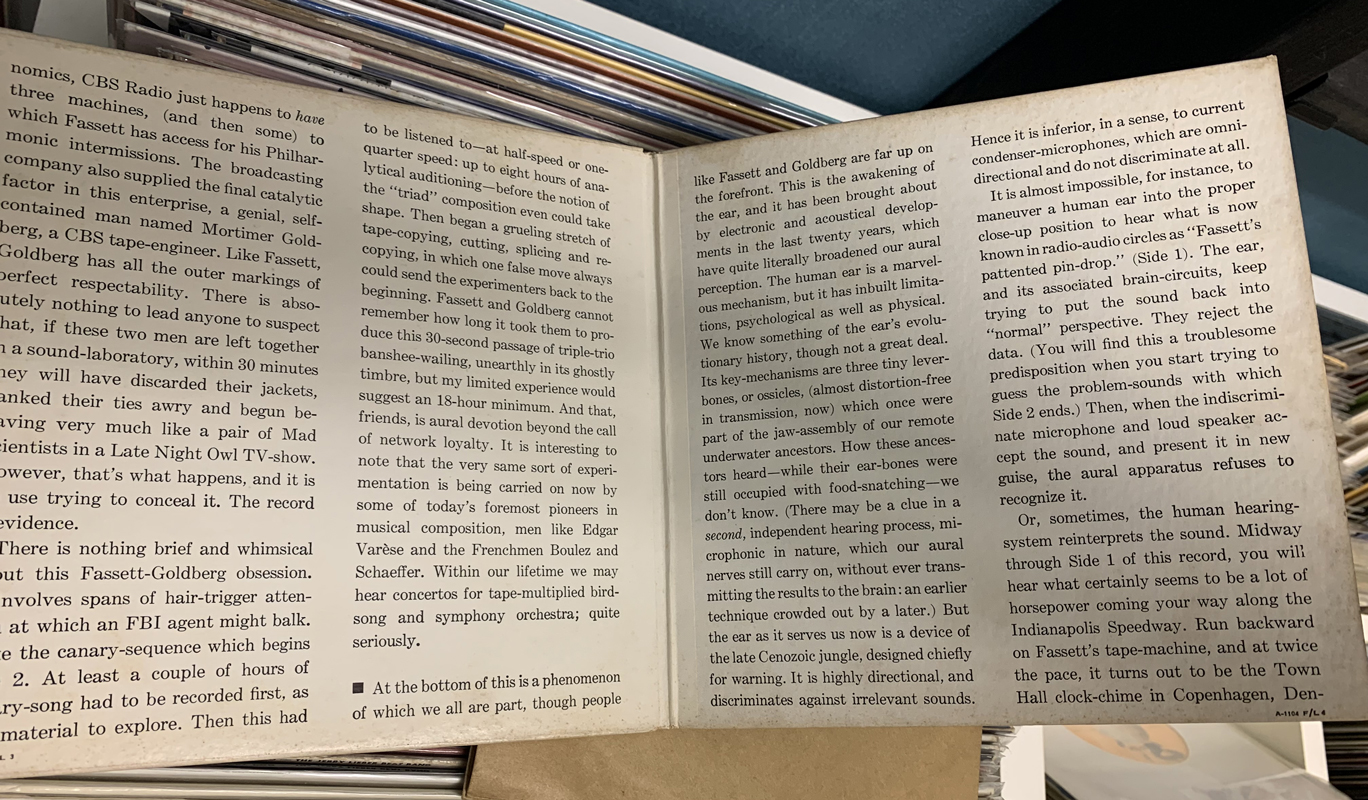 nomics, CBS Radio just happens to have
three machines, (and then some) to
which Fassett has access for his Philhar-
monic intermissions. The broadcasting
company also supplied the final catalytic
factor in this enterprise, a genial, self-
contained man named Mortimer Gold-
berg, a CBS tape-engineer. Like Fassett,
Goldberg has all the outer markings of
perfect respectability. There is abso-
utely nothing to lead anyone to suspect
hat, if these two men are left together
a sound-laboratory, within 30 minutes
hey will have discarded their jackets,
anked their ties awry and begun be-
aving very much like a pair of Mad
cientists in a Late Night Owl TV-show.
owever, that's what happens, and it is
use trying to conceal it. The record
evidence.
There is nothing brief and whimsical
out this Fassett-Goldberg obsession.
nvolves spans of hair-trigger atten-
at which an FBI agent might balk.
e the canary-sequence which begins
2. At least a couple of hours of
ry-song had to be recorded first, as
material to explore. Then this had
L 3
to be listened to—at half-speed or one-
quarter speed: up to eight hours of ana-
lytical auditioning—before the notion of
the “triad” composition even could take
shape. Then began a grueling stretch of
tape-copying, cutting, splicing and re-
copying, in which one false move always
could send the experimenters back to the
beginning. Fassett and Goldberg cannot
remember how long it took them to pro-
duce this 30-second passage of triple-trio
banshee-wailing, unearthly in its ghostly
timbre, but my limited experience would
suggest an 18-hour minimum. And that,
friends, is aural devotion beyond the call
of network loyalty. It is interesting to
note that the very same sort of experi-
mentation is being carried on now by
some of today's foremost pioneers in
musical composition, men like Edgar
Varèse and the Frenchmen Boulez and
Schaeffer. Within our lifetime we may
hear concertos for tape-multiplied bird-
song and symphony orchestra; quite
seriously.
■ At the bottom of this is a phenomenon
of which we all are part, though people
like Fassett and Goldberg are far up on
the forefront. This is the awakening of
the ear, and it has been brought about
by electronic and acoustical develop-
ments in the last twenty years, which
have quite literally broadened our aural
perception. The human ear is a marvel-
ous mechanism, but it has inbuilt limita-
tions, psychological as well as physical.
We know something of the ear's evolu-
tionary history, though not a great deal.
Its key-mechanisms are three tiny lever-
bones, or ossicles, (almost distortion-free
in transmission, now) which once were
part of the jaw-assembly of our remote
underwater ancestors. How these ances-
tors heard—while their ear-bones were
still occupied with food-snatching—we
don't know. (There may be a clue in a
second, independent hearing process, mi-
crophonic in nature, which our aural
nerves still carry on, without ever trans-
mitting the results to the brain: an earlier
technique crowded out by a later.) But
the ear as it serves us now is a device of
the late Cenozoic jungle, designed chiefly
for warning. It is highly directional, and
discriminates against irrelevant sounds.
Hence it is inferior, in a sense, to current
condenser-microphones, which are omni-
directional and do not discriminate at all.
It is almost impossible, for instance, to
maneuver a human ear into the proper
close-up position to hear what is now
known in radio-audio circles as “Fassett's
pattented pin-drop.” (Side 1). The ear,
and its associated brain-circuits, keep
trying to put the sound back into
“normal” perspective. They reject the
data. (You will find this a troublesome
predisposition when you start trying to
guess the problem-sounds with which
Side 2 ends.) Then, when the indiscrimi-
nate microphone and loud speaker ac-
cept the sound, and present it in new
guise, the aural apparatus refuses to
recognize it.
Or, sometimes, the human hearing-
system reinterprets the sound. Midway
through Side 1 of this record, you will
hear what certainly seems to be a lot of
horsepower coming your way along the
Indianapolis Speedway. Run backward
on Fassett's tape-machine, and at twice
the pace, it turns out to be the Town
Hall clock-chime in Copenhagen, Den-
A-1104 F/L 4